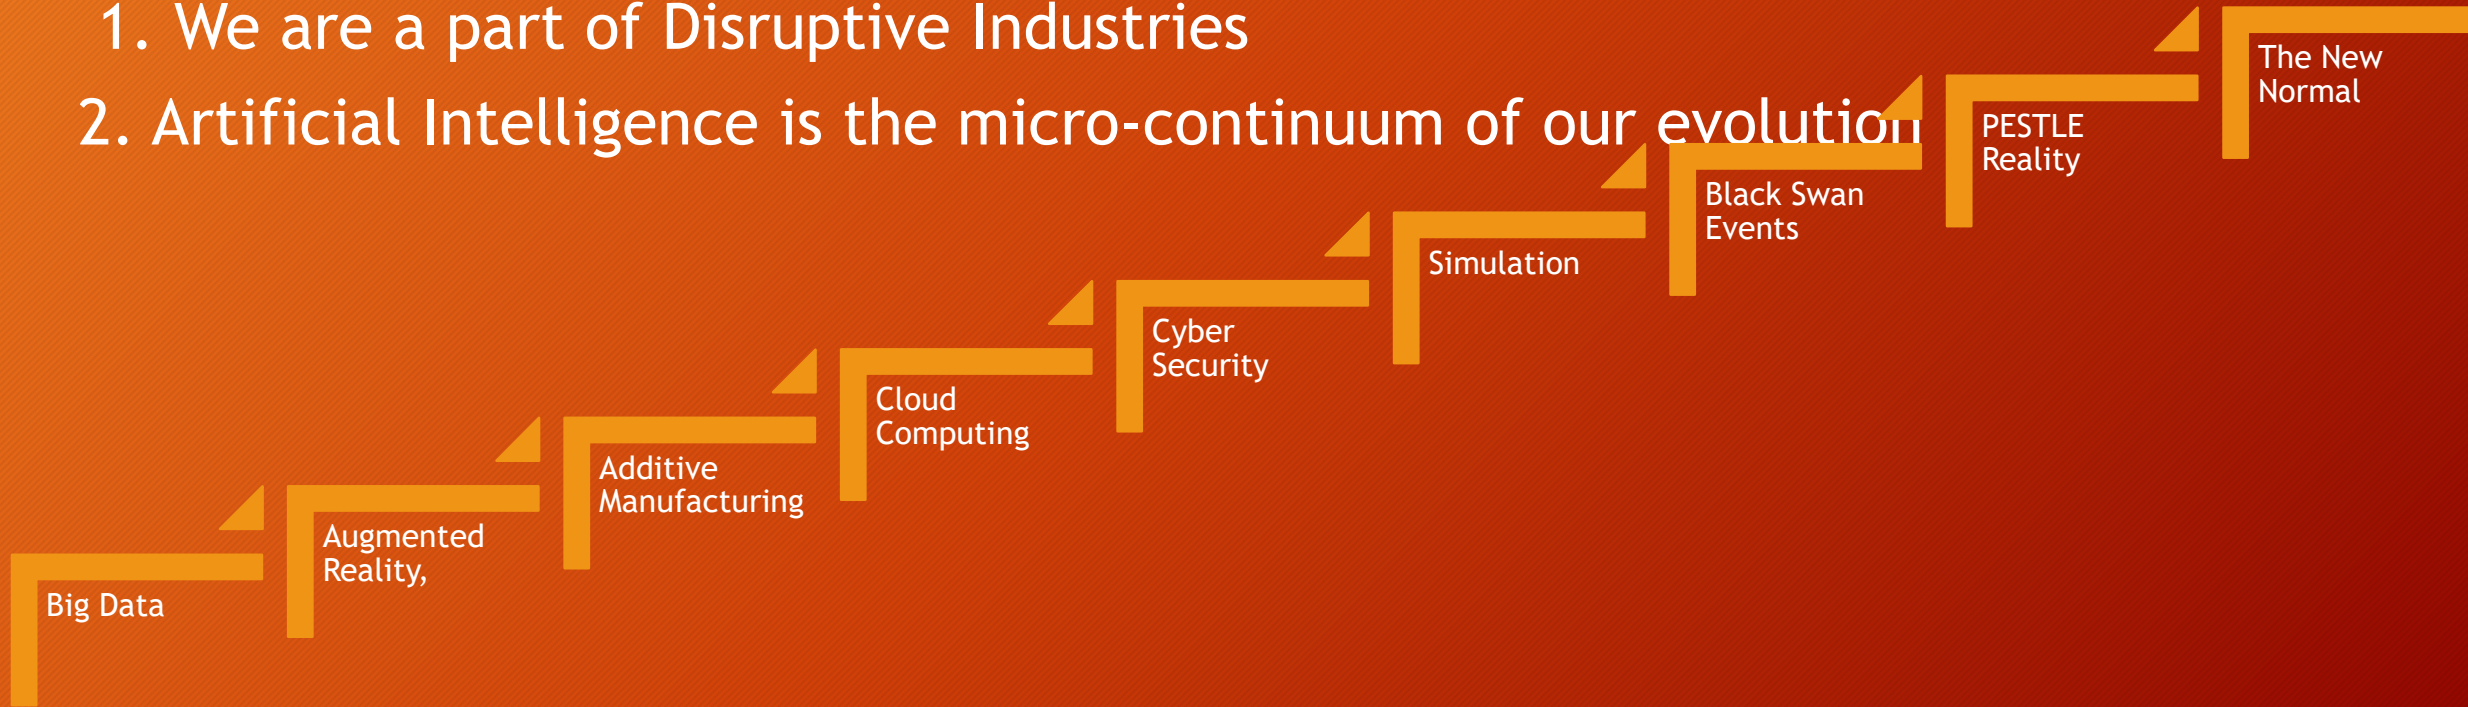 1. We are a part of Disruptive Industries
2. Artificial Intelligence is the micro-continuum of our evolution
Big Data
Augmented
Reality,
Additive
Manufacturing
Cloud
Computing
Cyber
Security
Simulation
Black Swan
Events
PESTLE
Reality
The New
Normal